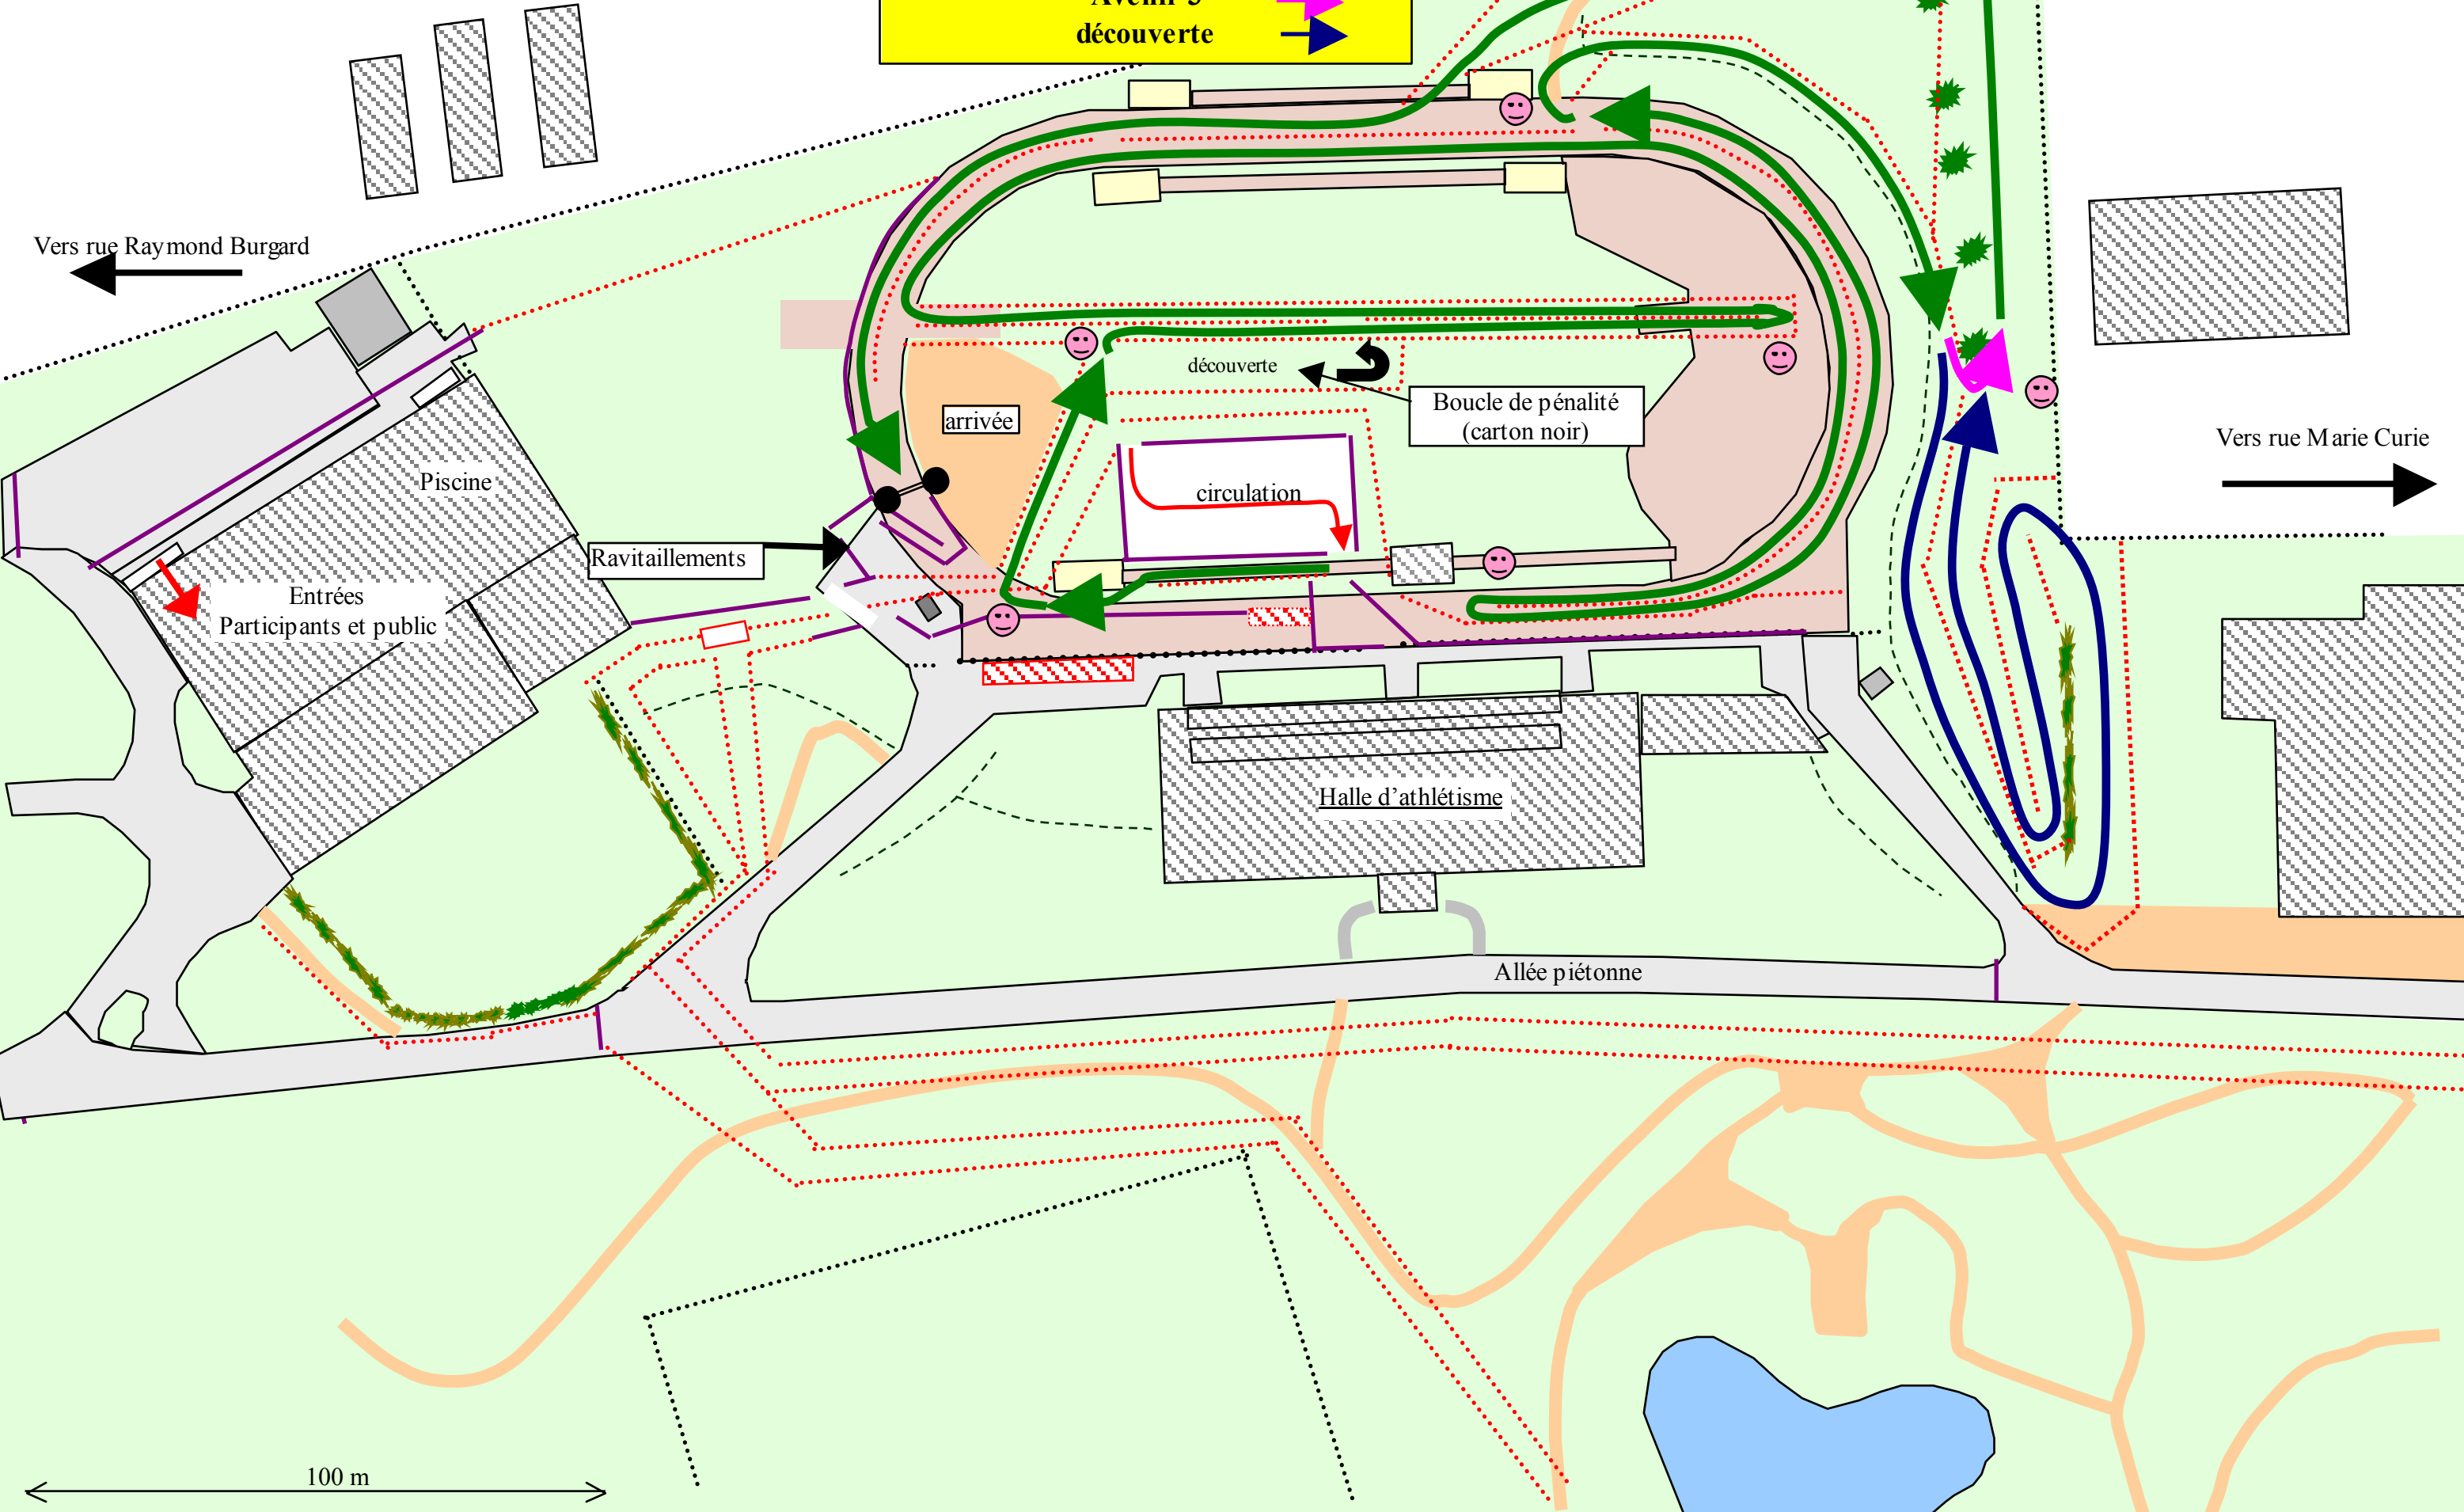 découverte
Vers rue Raymond Burgard
découverte
Boucle de pénalité
(carton noir)
arrivée
Vers rue Marie Curie
Piscine
circulation
Ravitaillements
Entrées
Participants et public
Halle d'athlétisme
Allée piétonne
100 m